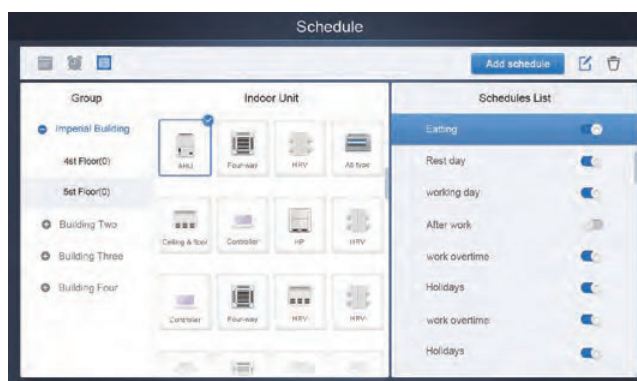 Schedule
Add schedule
Group
Indoor Unit
Schedules List
Imperial Building
4st Floor(0)
5st Floor(0)
Building Two
Building Three
Building Four
AHU
Four-way
HRV
All type
Ceiling & floor
Controller
HP
HRV
Controller
Four-way
HRV
HRV
Eatting
Rest day
working day
After work
work overtime
Holidays
work overtime
Holidays